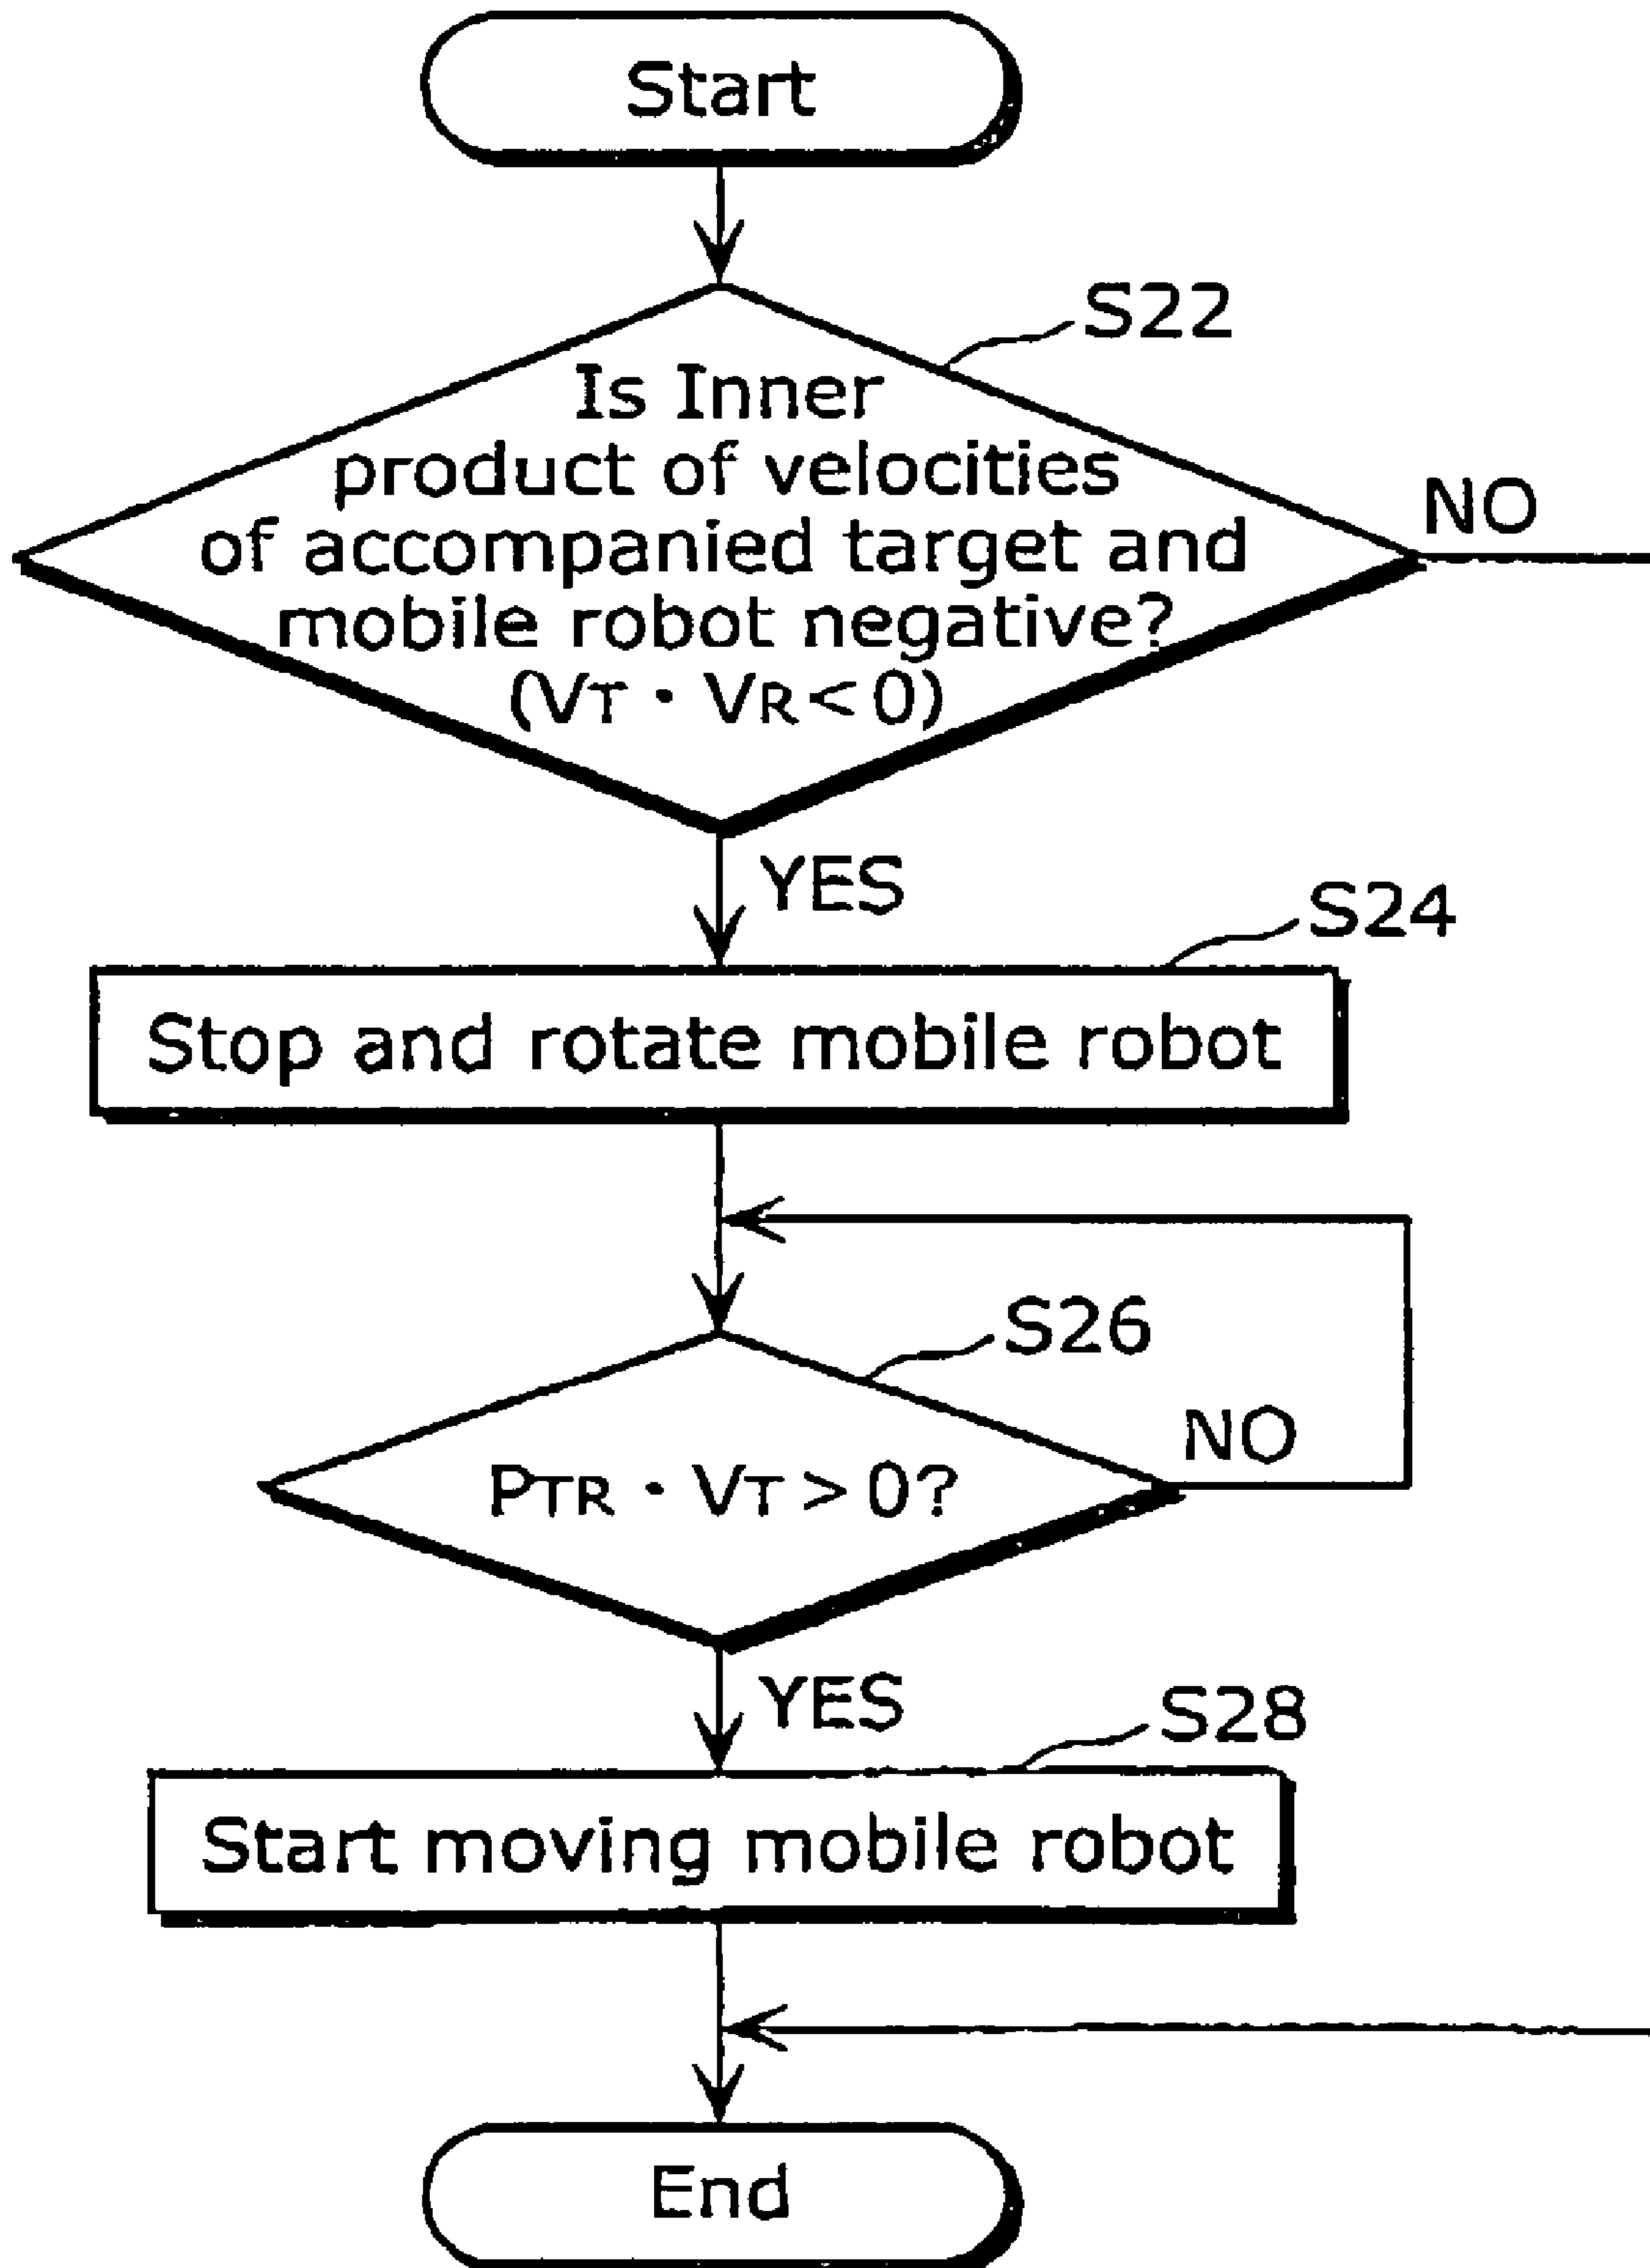 Start
S22
Is Inner
product of velocities
of accompanied target and
mobile robot negative?
(VT · VR < 0)
NO
YES
S24
Stop and rotate mobile robot
S26
PTR · VT > 0?
NO
YES
S28
Start moving mobile robot
End